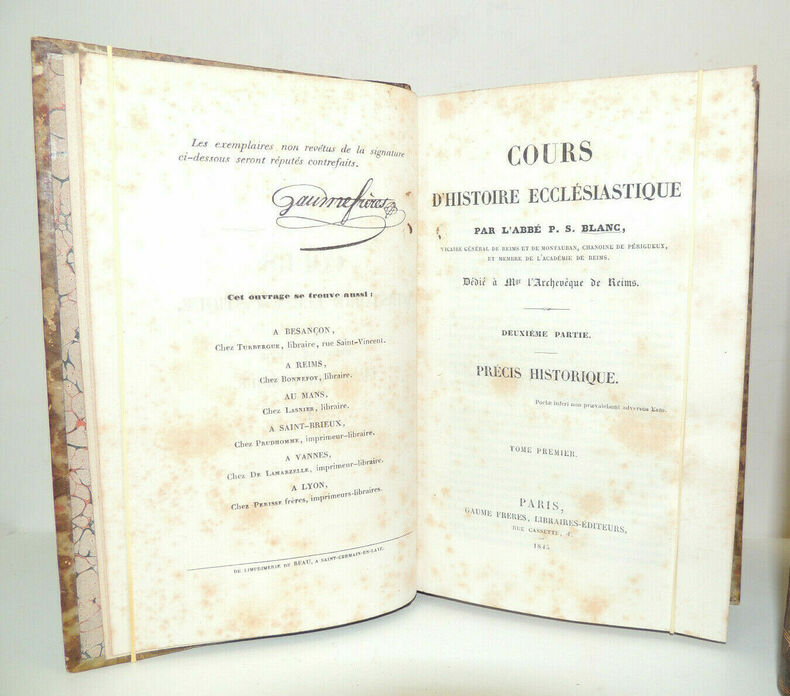 Les exemplaires non revêtus de la signature
ci-dessous seront réputés contrefaits.
Gaume frères
Cet ouvrage se trouve aussi :
A BESANÇON,
Chez TURBERGUE, libraire, rue Saint-Vincent.
A REIMS,
Chez BONNEFOY, libraire.
AU MANS,
Chez LASNIER, libraire.
A SAINT-BRIEUX,
Chez PRUDHOMME, imprimeur-libraire.
A VANNES,
Chez DE LAMARZELLE, imprimeur-libraire.
A LYON,
Chez PERISSE frères, imprimeurs-libraires.
DE L'IMPRIMERIE DE BEAU, A SAINT-GERMAIN-EN-LAYE.
COURS
D'HISTOIRE ECCLÉSIASTIQUE
PAR L'ABBÉ P. S. BLANC,
VICAIRE GÉNÉRAL DE REIMS ET DE MONTAUBAN, CHANOINE DE PÉRIGUEUX,
ET MEMBRE DE L'ACADÉMIE DE REIMS.
Dédié à Mgr l'Archevêque de Reims.
DEUXIÈME PARTIE.
PRÉCIS HISTORIQUE.
Portæ inferi non prævalebunt adversus Eam.
TOME PREMIER.
PARIS,
GAUME FRÈRES, LIBRAIRES-ÉDITEURS,
RUE CASSETTE, 4.
1845